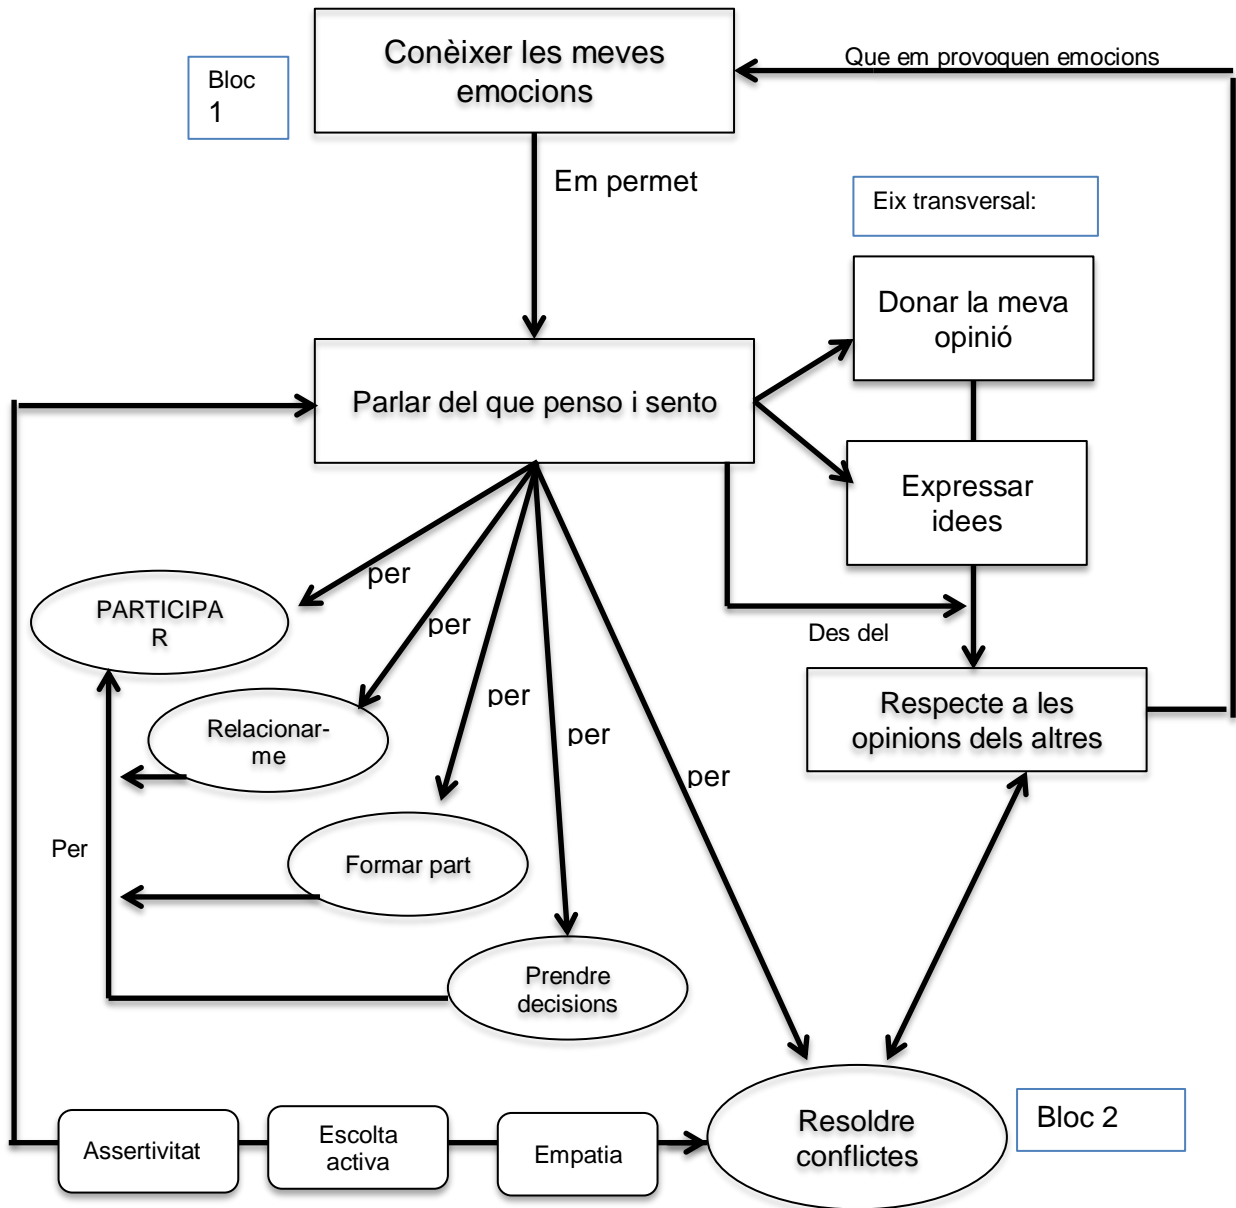 Conèixer les meves
emocions
Que em provoquen emocions
Bloc
1
Em permet
Eix transversal:
Donar la meva
opinió
Parlar del que penso i sento
Expressar
idees
per
PARTICIPA
R
per
Des del
per
Respecte a les
opinions dels altres
Relacionar-
me
per
per
Per
Formar part
Prendre
decisions
Resoldre
conflictes
Bloc 2
Assertivitat
Escolta
activa
Empatia